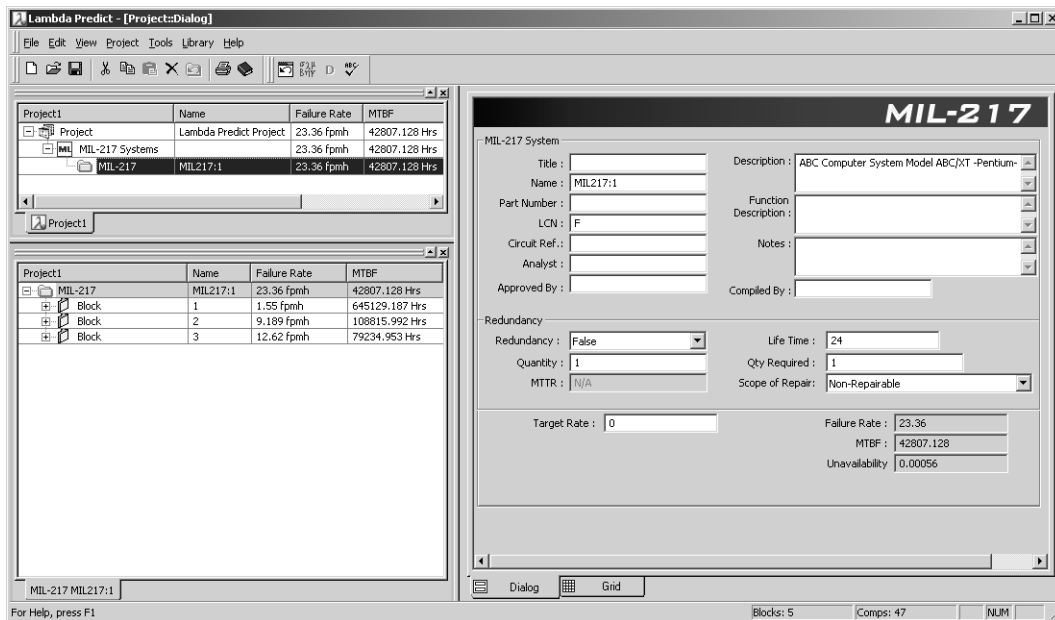 Lambda Predict - [Project::Dialog]
File Edit View Project Tools Library Help
Project1 Name Failure Rate MTBF
Project Lambda Predict Project 23.36 fpmh 42807.128 Hrs
MIL-217 Systems 23.36 fpmh 42807.128 Hrs
MIL-217 MIL217:1 23.36 fpmh 42807.128 Hrs
Project1
Project1 Name Failure Rate MTBF
MIL-217 MIL217:1 23.36 fpmh 42807.128 Hrs
Block 1 1.55 fpmh 645129.187 Hrs
Block 2 9.189 fpmh 108815.992 Hrs
Block 3 12.62 fpmh 79234.953 Hrs
MIL-217 MIL217:1
MIL-217
MIL-217 System
Title :
Name : MIL217:1
Part Number :
LCN : F
Circuit Ref.:
Analyst :
Approved By :
Description : ABC Computer System Model ABC/XT -Pentium-
Function
Description :
Notes :
Compiled By :
Redundancy
Redundancy : False
Quantity : 1
MTTR : N/A
Life Time : 24
Qty Required : 1
Scope of Repair: Non-Repairable
Target Rate : 0
Failure Rate : 23.36
MTBF : 42807.128
Unavailability 0.00056
Dialog Grid
For Help, press F1 Blocks: 5 Comps: 47 NUM